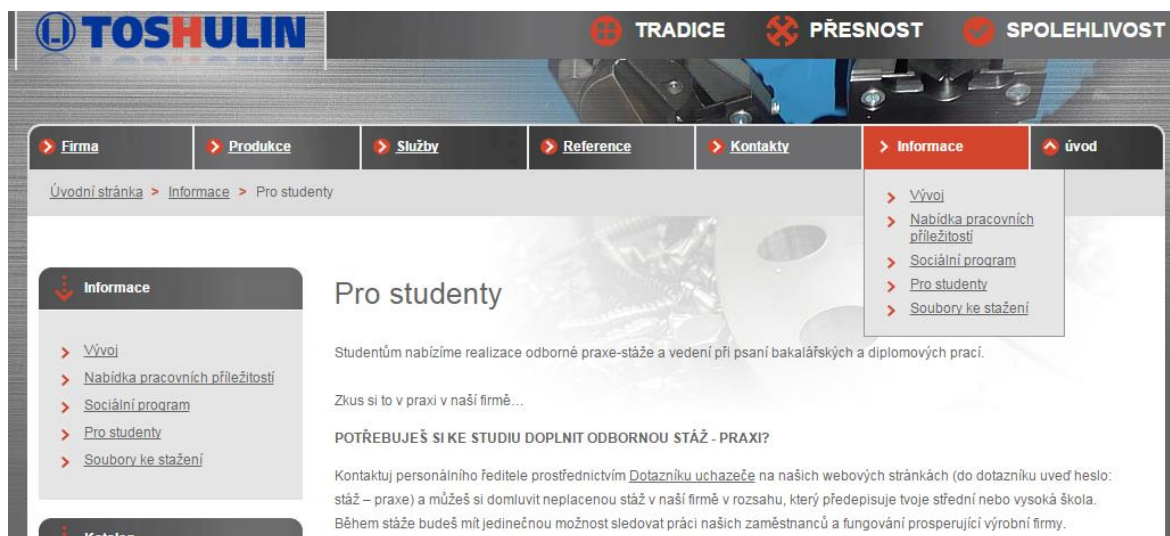 TOSHULIN
TRADICE PŘESNOST SPOLEHLIVOST
Firma Produkce Služby Reference Kontakty Informace úvod
Úvodní stránka > Informace > Pro studenty
Vývoj
Nabídka pracovních
příležitostí
Sociální program
Pro studenty
Soubory ke stažení
Informace
Vývoj
Nabídka pracovních příležitostí
Sociální program
Pro studenty
Soubory ke stažení
Pro studenty
Studentům nabízíme realizace odborné praxe-stáže a vedení při psaní bakalářských a diplomových prací.
Zkus si to v praxi v naší firmě…
POTŘEBUJEŠ SI KE STUDIU DOPLNIT ODBORNOU STÁŽ - PRAXI?
Kontaktuj personálního ředitele prostřednictvím Dotazníku uchazeče na našich webových stránkách (do dotazníku uveď heslo:
stáž – praxe) a můžeš si domluvit neplacenou stáž v naší firmě v rozsahu, který předepisuje tvoje střední nebo vysoká škola.
Během stáže budeš mít jedinečnou možnost sledovat práci našich zaměstnanců a fungování prosperující výrobní firmy.